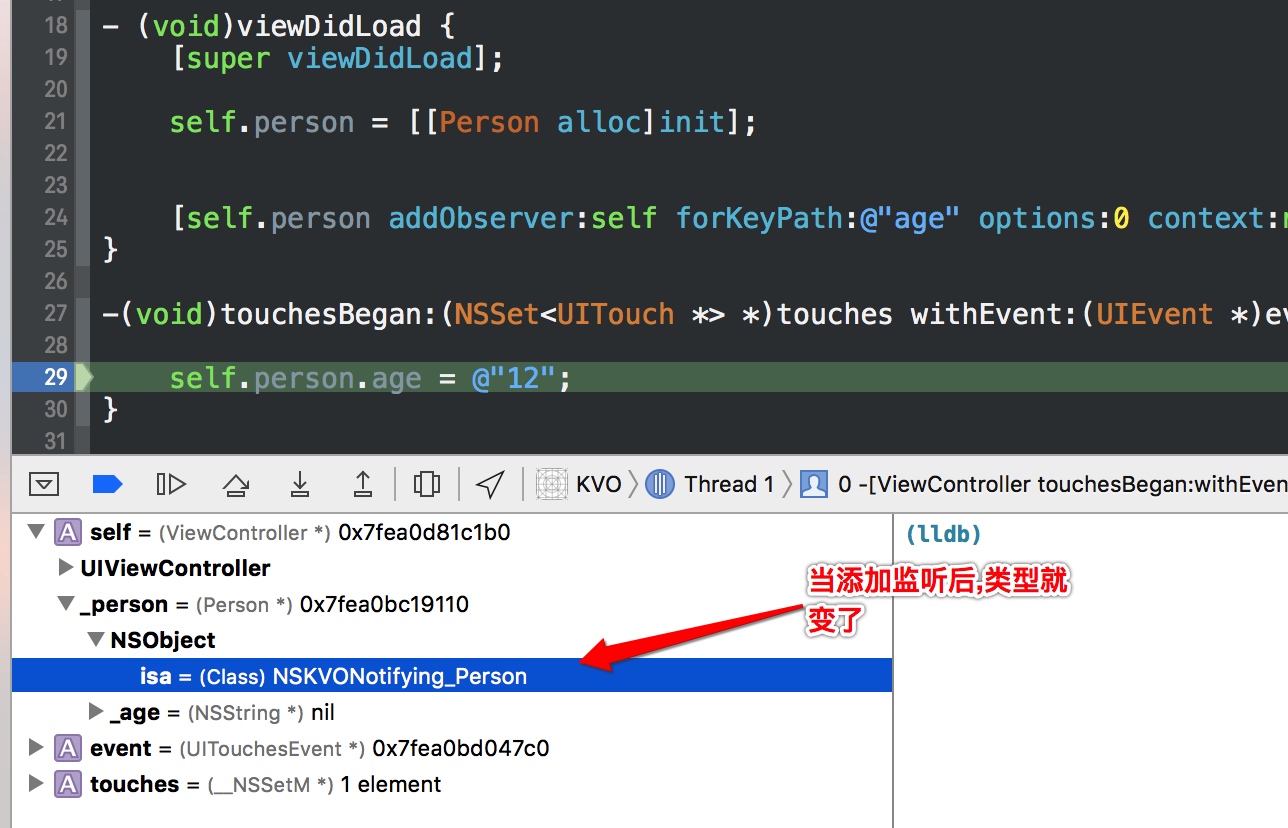 18 - (void)viewDidLoad {
19 [super viewDidLoad];
20
21 self.person = [[Person alloc]init];
22
23
24 [self.person addObserver:self forKeyPath:@"age" options:0 context:
25 }
26
27 -(void)touchesBegan:(NSSet<UITouch *> *)touches withEvent:(UIEvent *)ev
28
29 self.person.age = @"12";
30 }
31
KVO Thread 1 0 -[ViewController touchesBegan:withEven
A self = (ViewController *) 0x7fea0d81c1b0
UIViewController
_person = (Person *) 0x7fea0bc19110
NSObject
isa = (Class) NSKVONotifying_Person
_age = (NSString *) nil
A event = (UITouchesEvent *) 0x7fea0bd047c0
A touches = (__NSSetM *) 1 element
(lldb)
当添加监听后,类型就
变了